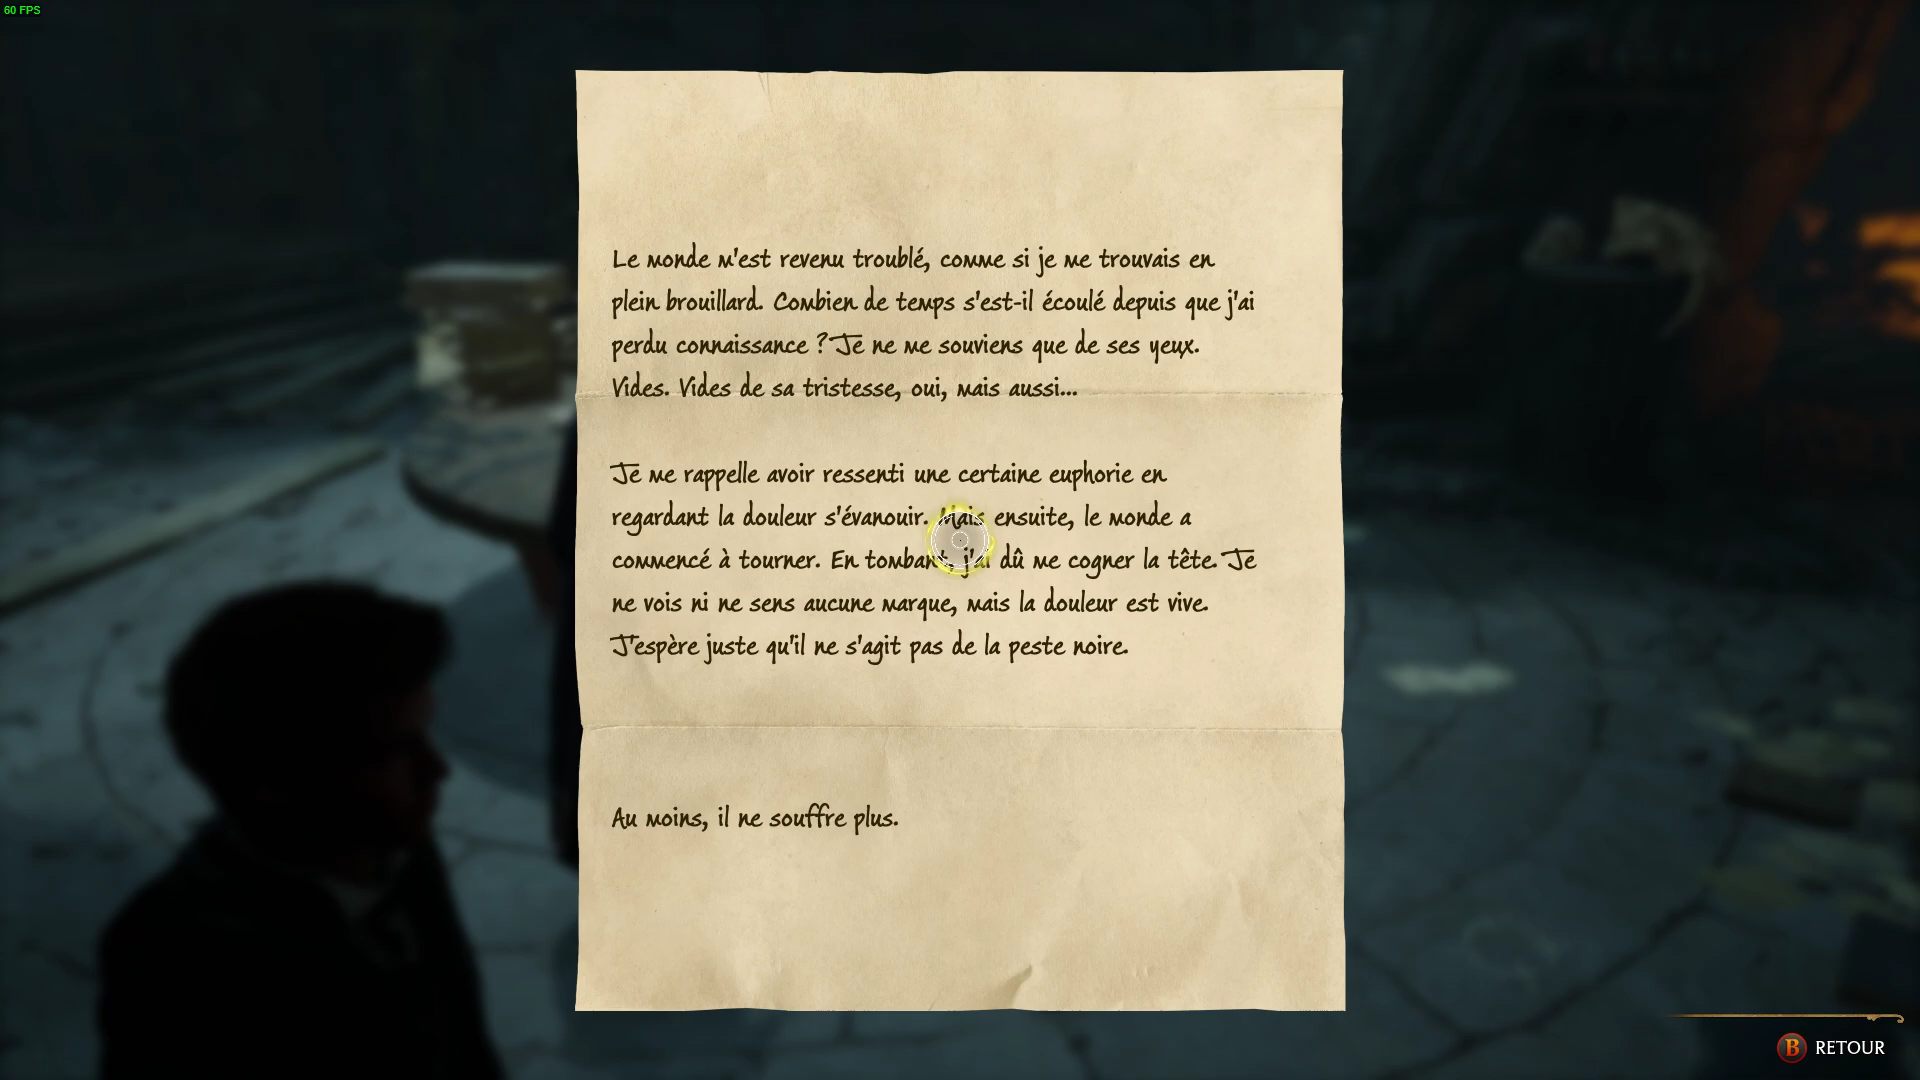 60 FPS
Le monde m'est revenu troublé, comme si je me trouvais en
plein brouillard. Combien de temps s'est-il écoulé depuis que j'ai
perdu connaissance ? Je ne me souviens que de ses yeux.
Vides. Vides de sa tristesse, oui, mais aussi...
Je me rappelle avoir ressenti une certaine euphorie en
regardant la douleur s'évanouir. Mais ensuite, le monde a
commencé à tourner. En tombant, j'ai dû me cogner la tête. Je
ne vois ni ne sens aucune marque, mais la douleur est vive.
J'espère juste qu'il ne s'agit pas de la peste noire.
Au moins, il ne souffre plus.
B RETOUR